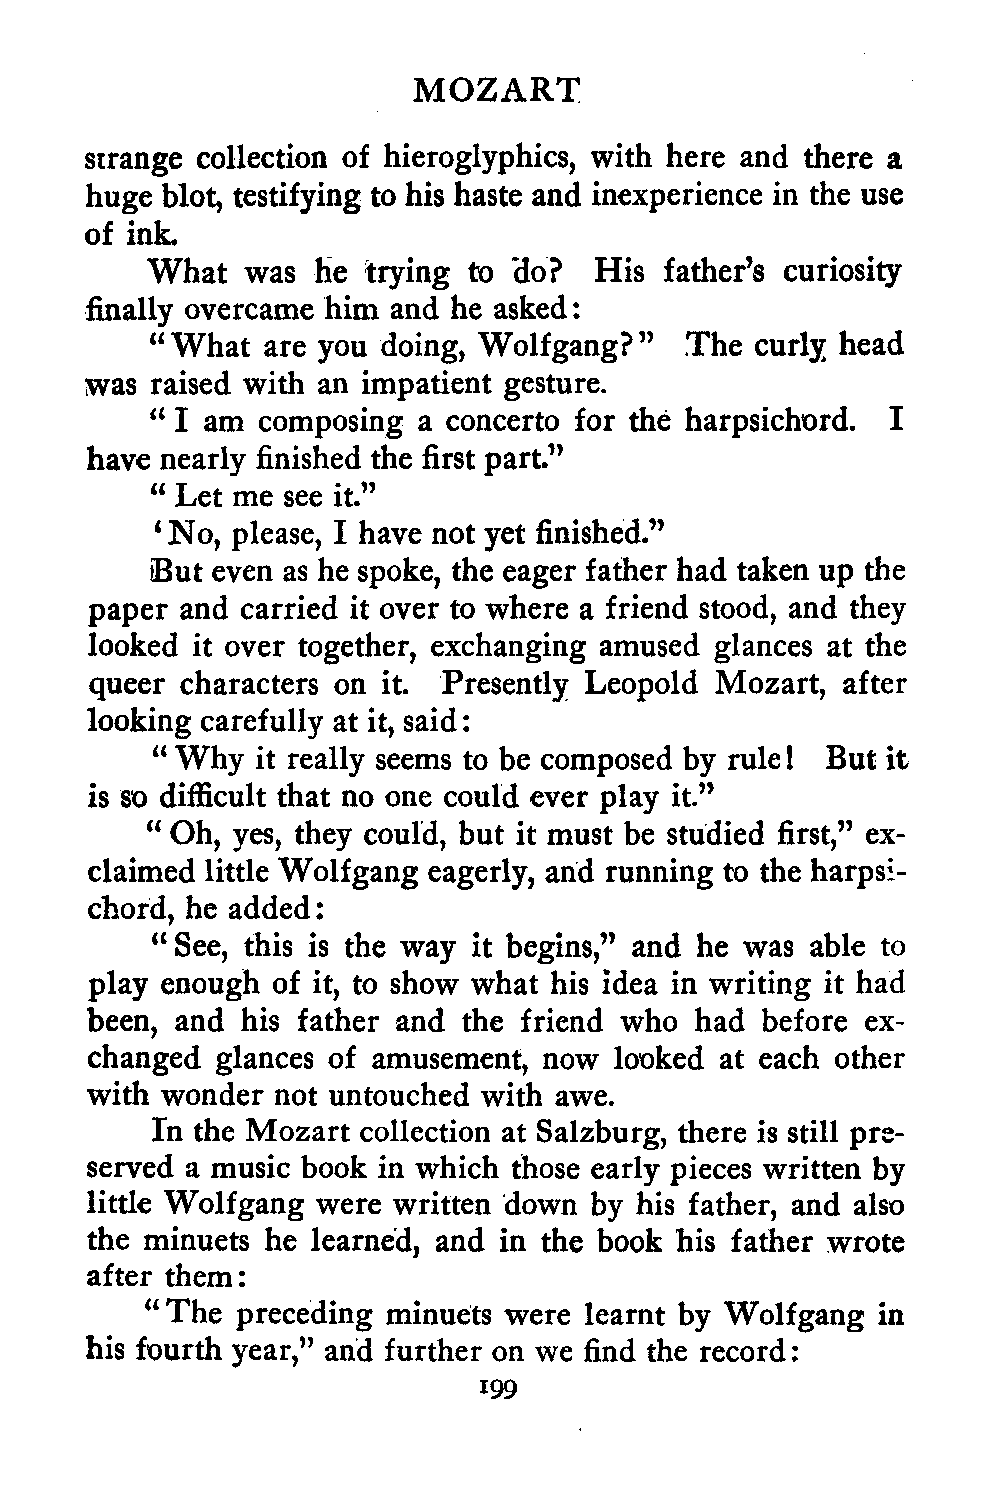 MOZART
strange collection of hieroglyphics, with here and there a
huge blot, testifying to his haste and inexperience in the use
of ink.
What was he trying to do? His father's curiosity
finally overcame him and he asked:
"What are you doing, Wolfgang?" The curly head
was raised with an impatient gesture.
"I am composing a concerto for the harpsichord. I
have nearly finished the first part."
"Let me see it."
'No, please, I have not yet finished."
But even as he spoke, the eager father had taken up the
paper and carried it over to where a friend stood, and they
looked it over together, exchanging amused glances at the
queer characters on it. Presently Leopold Mozart, after
looking carefully at it, said:
"Why it really seems to be composed by rule! But it
is so difficult that no one could ever play it."
"Oh, yes, they could, but it must be studied first," ex-
claimed little Wolfgang eagerly, and running to the harpsi-
chord, he added:
"See, this is the way it begins," and he was able to
play enough of it, to show what his idea in writing it had
been, and his father and the friend who had before ex-
changed glances of amusement, now looked at each other
with wonder not untouched with awe.
In the Mozart collection at Salzburg, there is still pre-
served a music book in which those early pieces written by
little Wolfgang were written down by his father, and also
the minuets he learned, and in the book his father wrote
after them:
"The preceding minuets were learnt by Wolfgang in
his fourth year," and further on we find the record:
199